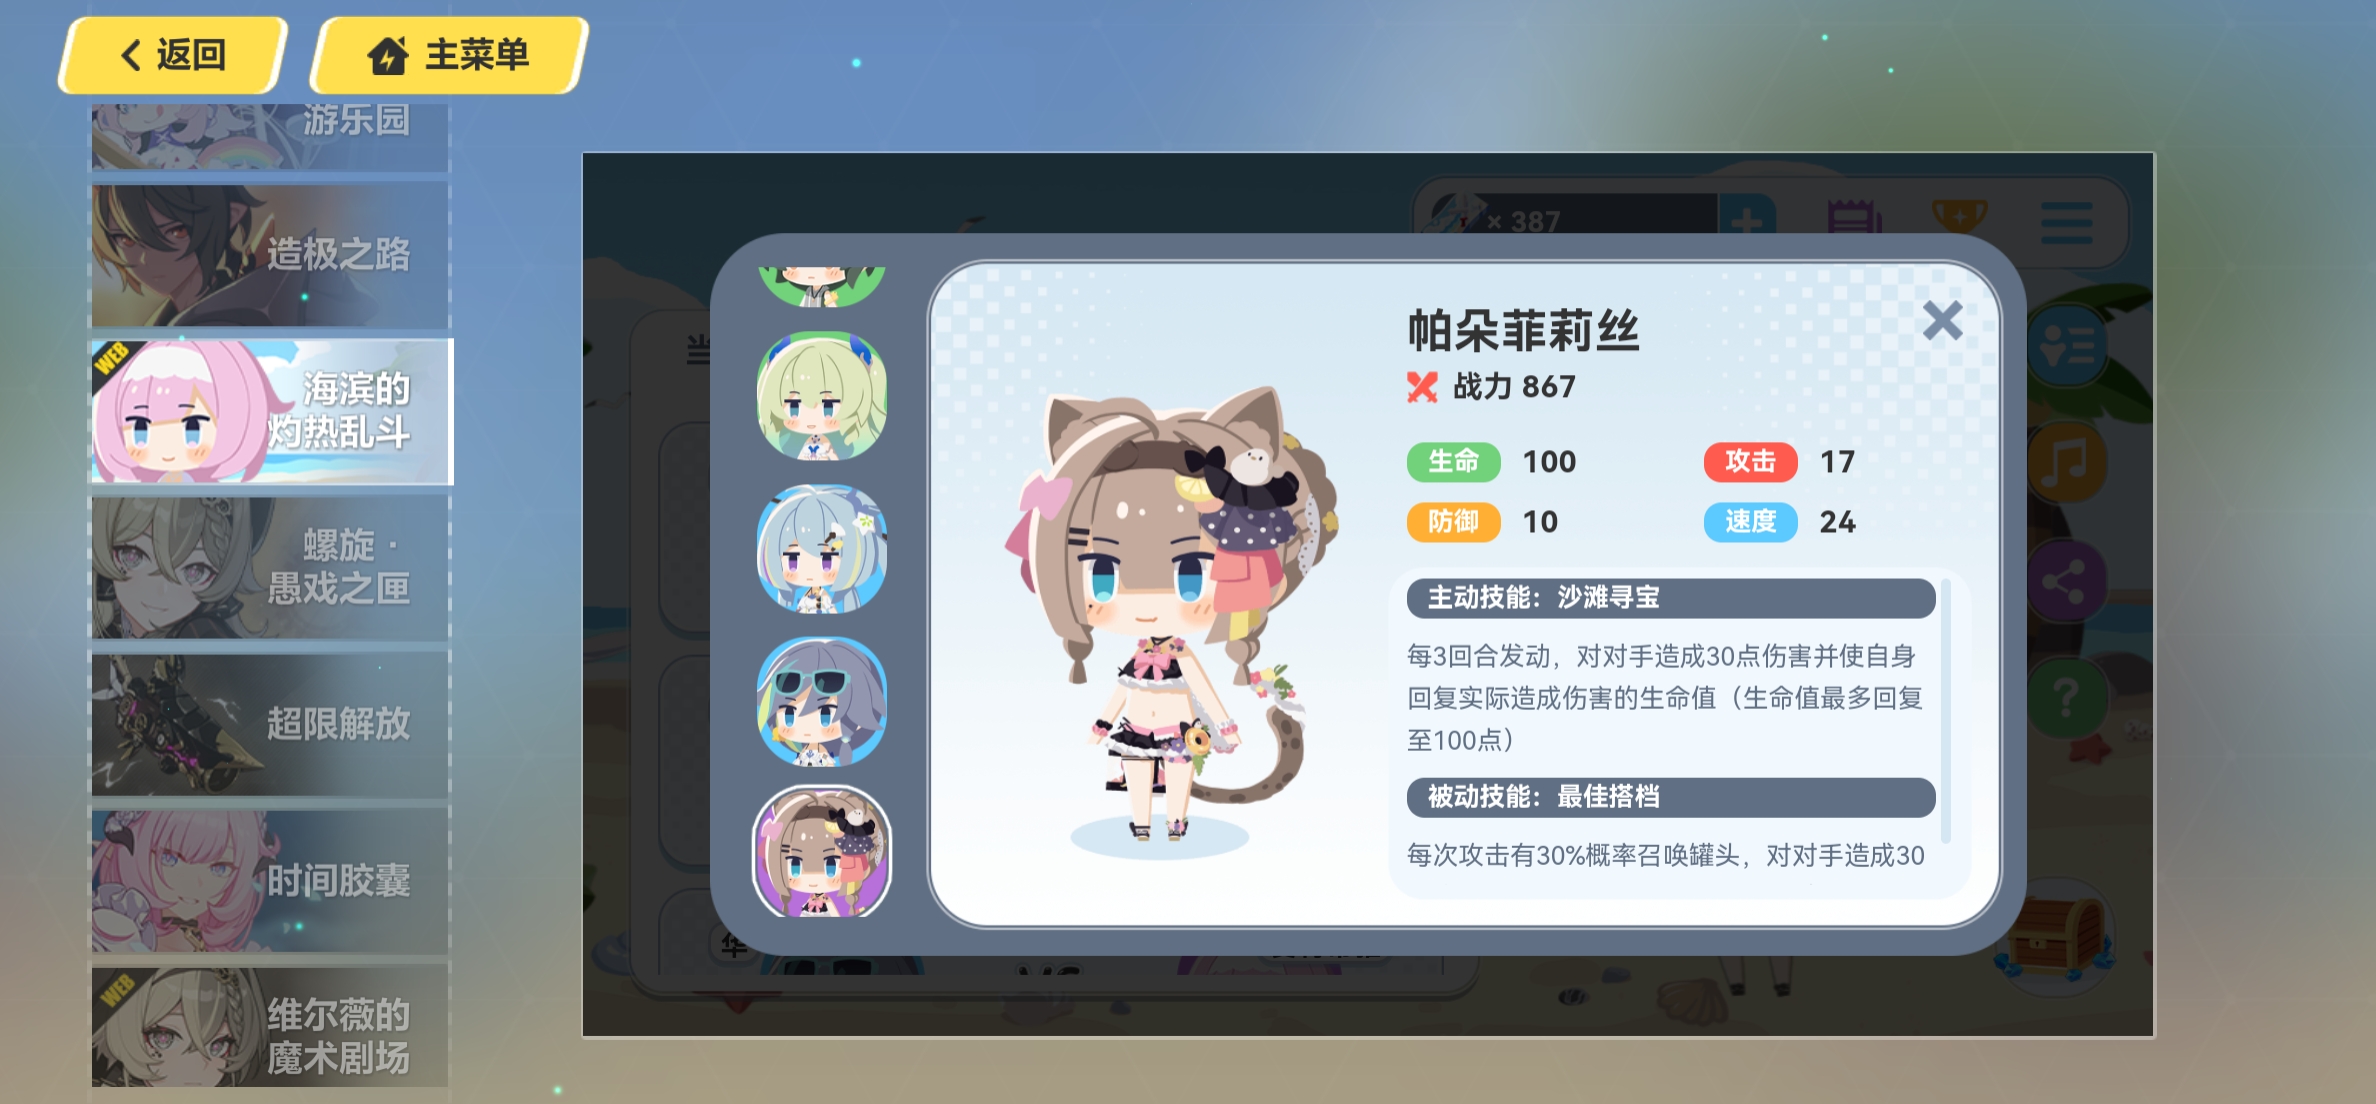 返回
主菜单
游乐园
造极之路
WEB
海滨的
灼热乱斗
螺旋·
愚戏之匣
超限解放
时间胶囊
WEB
维尔薇的
魔术剧场
× 387
当
帕朵菲莉丝
战力 867
生命 100
攻击 17
防御 10
速度 24
主动技能：沙滩寻宝
每3回合发动，对对手造成30点伤害并使自身
回复实际造成伤害的生命值（生命值最多回复
至100点）
被动技能：最佳搭档
每次攻击有30%概率召唤罐头，对对手造成30
华
VS